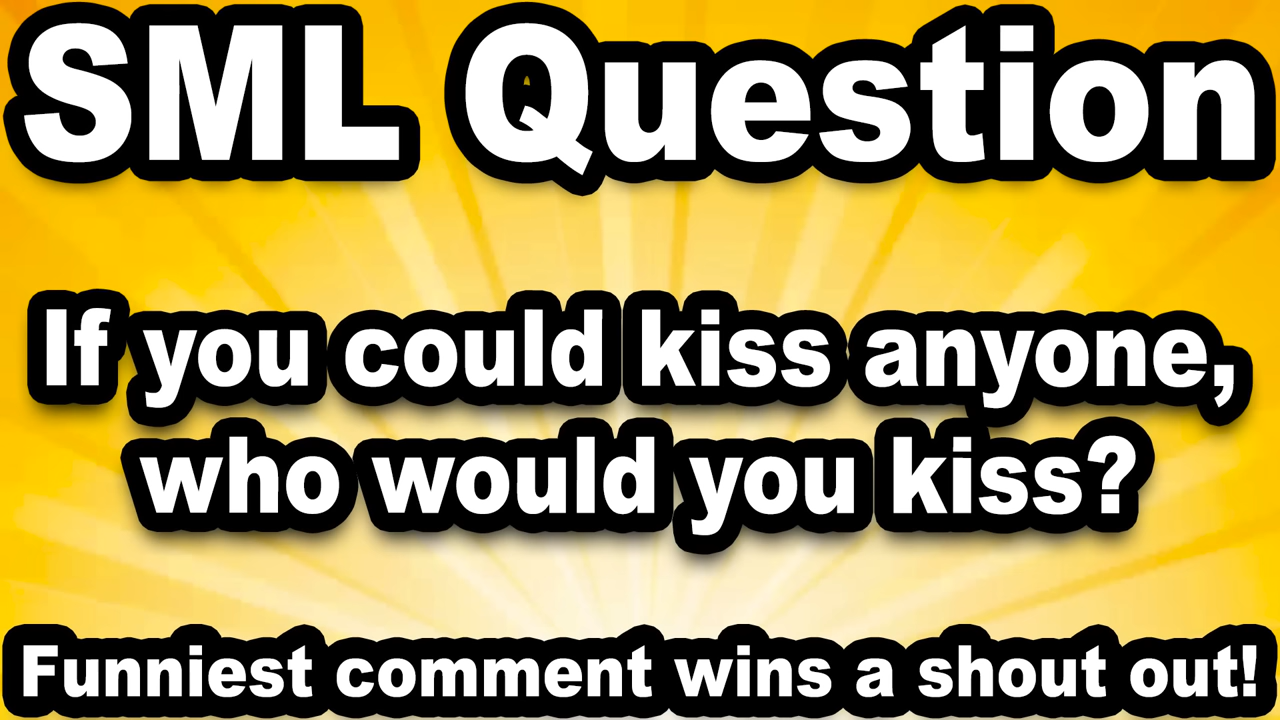 SML Question
If you could kiss anyone,
who would you kiss?
Funniest comment wins a shout out!